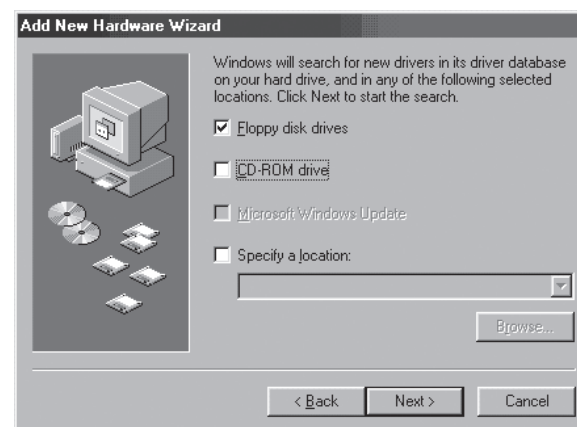 Add New Hardware Wizard
Windows will search for new drivers in its driver database
on your hard drive, and in any of the following selected
locations. Click Next to start the search.
Floppy disk drives
CD-ROM drive
Microsoft Windows Update
Specify a location:
Browse...
< Back
Next >
Cancel